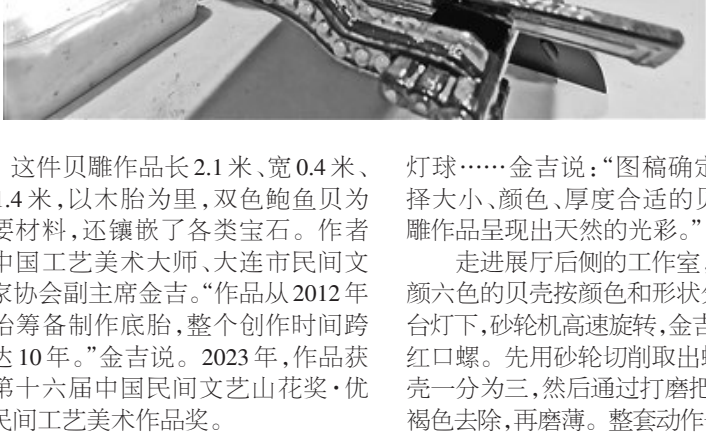 这件贝雕作品长2.1米、宽0.4米、
1.4米,以木胎为里,双色鲍鱼贝为
要材料,还镶嵌了各类宝石。作者
中国工艺美术大师、大连市民间文
家协会副主席金吉。“作品从2012年
始筹备制作底胎,整个创作时间跨
达10年。”金吉说。2023年,作品获
第十六届中国民间文艺山花奖·优
民间工艺美术作品奖。
灯球……金吉说:“图稿确定
择大小、颜色、厚度合适的贝
雕作品呈现出天然的光彩。”
走进展厅后侧的工作室,
颜六色的贝壳按颜色和形状分
台灯下,砂轮机高速旋转,金吉
红口螺。先用砂轮切削取出螺
壳一分为三,然后通过打磨把
褐色去除,再磨薄。整套动作